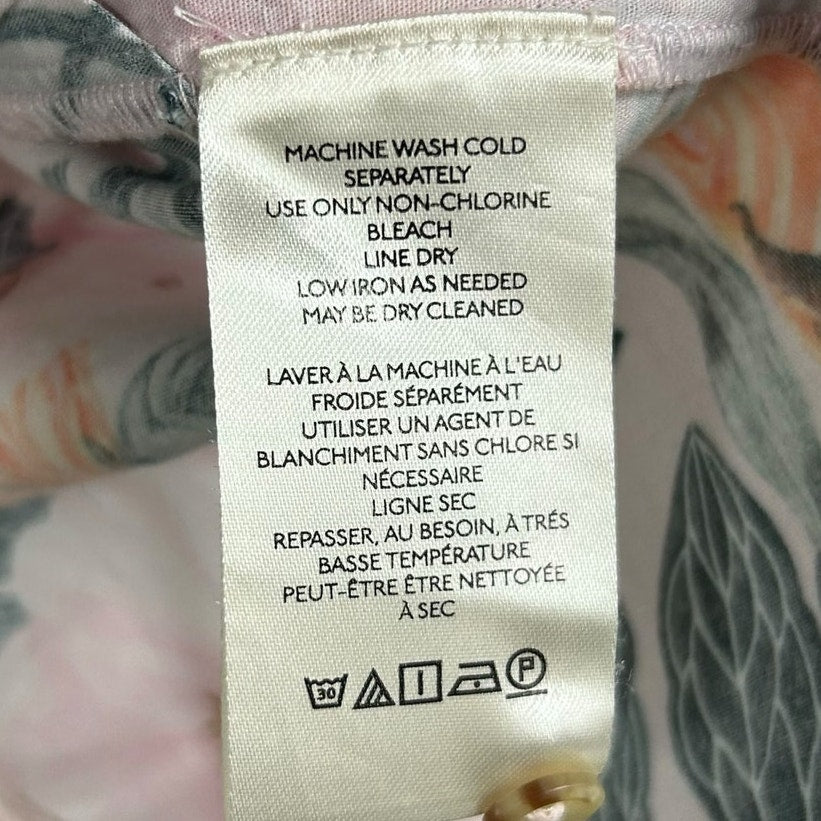 MACHINE WASH COLD
SEPARATELY
USE ONLY NON-CHLORINE
BLEACH
LINE DRY
LOW IRON AS NEEDED
MAY BE DRY CLEANED
LAVER À LA MACHINE À L'EAU
FROIDE SÉPARÉMENT
UTILISER UN AGENT DE
BLANCHIMENT SANS CHLORE SI
NÉCESSAIRE
LIGNE SEC
REPASSER, AU BESOIN, À TRÉS
BASSE TEMPÉRATURE
PEUT-ÊTRE ÊTRE NETTOYÉE
À SEC
30 P